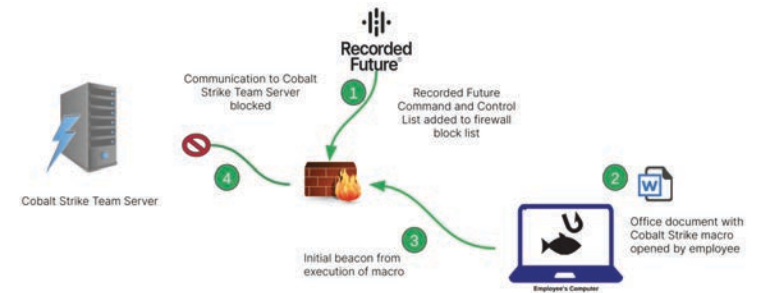 Recorded
Future®
Communication to Cobalt
Strike Team Server
blocked
1
Recorded Future
Command and Control
List added to firewall
block list
4
Cobalt Strike Team Server
2
W
Office document with
Cobalt Strike macro
opened by employee
3
Initial beacon from
execution of macro
Employee's Computer